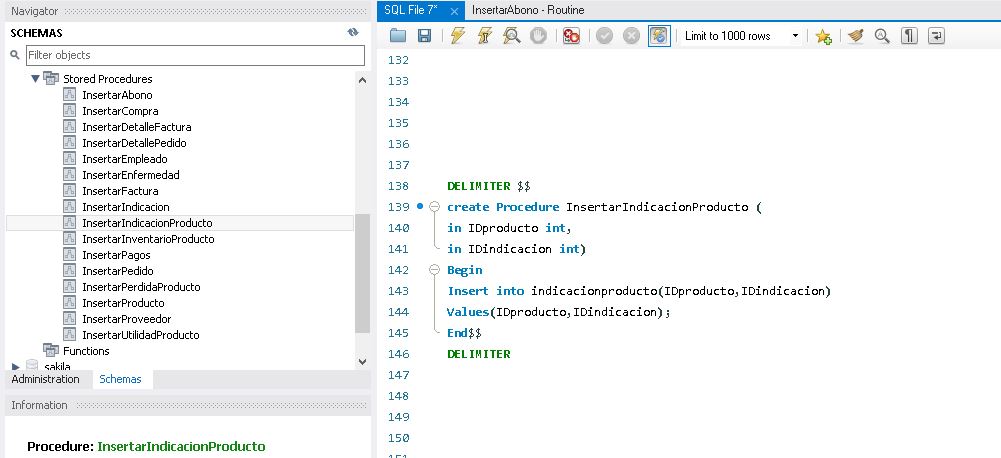 Navigator
SCHEMAS
Filter objects
Stored Procedures
InsertarAbono
InsertarCompra
InsertarDetalleFactura
InsertarDetallePedido
InsertarEmpleado
InsertarEnfermedad
InsertarFactura
InsertarIndicacion
InsertarIndicacionProducto
InsertarInventarioProducto
InsertarPagos
InsertarPedido
InsertarPerdidaProducto
InsertarProducto
InsertarProveedor
InsertarUtilidadProducto
Functions
sakila
Administration Schemas
Information
Procedure: InsertarIndicacionProducto
SQL File 7* InsertarAbono - Routine
Limit to 1000 rows
132
133
134
135
136
137
138 DELIMITER $$
139 create Procedure InsertarIndicacionProducto (
140 in IDproducto int,
141 in IDindicacion int)
142 Begin
143 Insert into indicacionproducto(IDproducto,IDindicacion)
144 Values(IDproducto,IDindicacion);
145 End$$
146 DELIMITER
147
148
149
150
151